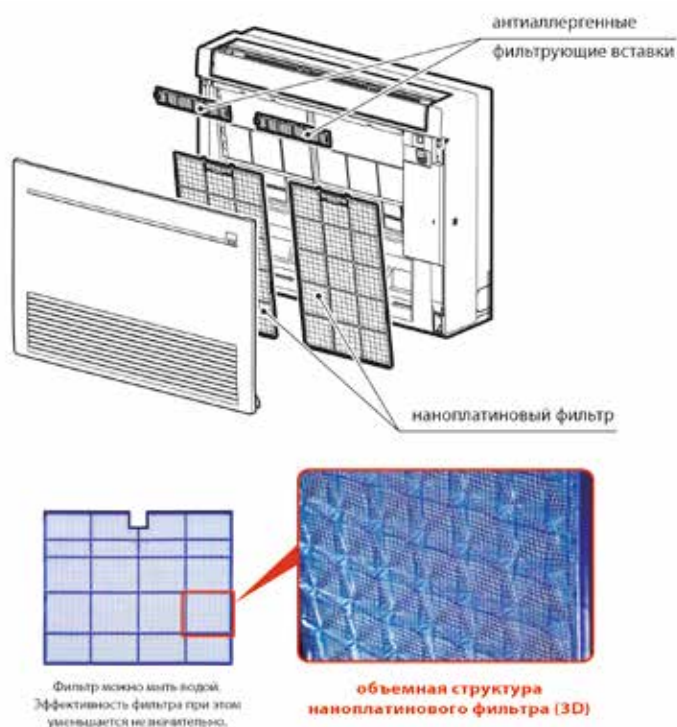 антиаллергенные
фильтрующие вставки
наноплатиновый фильтр
Фильтр можно мыть водой.
Эффективность фильтра при этом
уменьшается незначительно.
объемная структура
наноплатинового фильтра (3D)